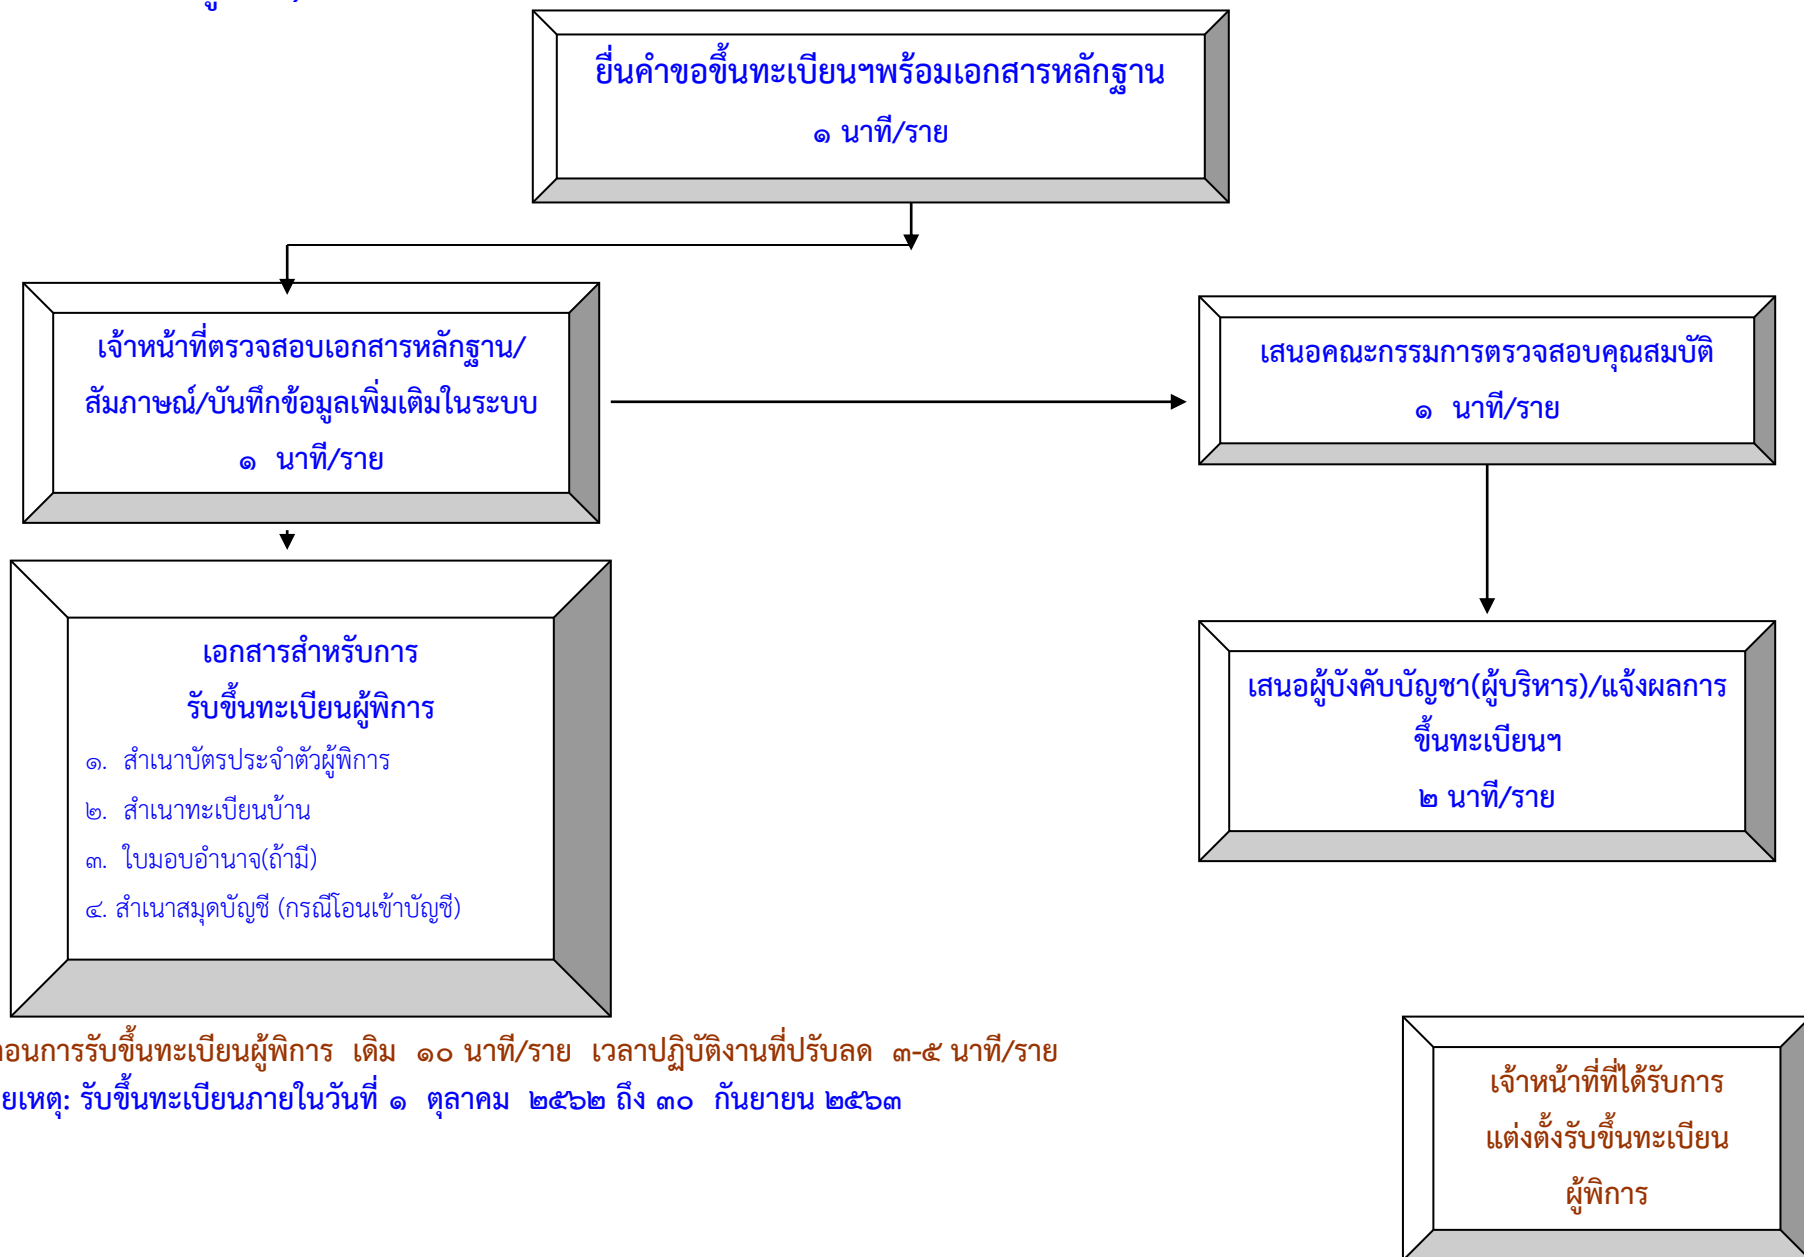 ยื่นคำขอขึ้นทะเบียนฯพร้อมเอกสารหลักฐาน
๑ นาที/ราย
เจ้าหน้าที่ตรวจสอบเอกสารหลักฐาน/
สัมภาษณ์/บันทึกข้อมูลเพิ่มเติมในระบบ
๑ นาที/ราย
เสนอคณะกรรมการตรวจสอบคุณสมบัติ
๑ นาที/ราย
เอกสารสำหรับการ
รับขึ้นทะเบียนผู้พิการ
๑. สำเนาบัตรประจำตัวผู้พิการ
๒. สำเนาทะเบียนบ้าน
๓. ใบมอบอำนาจ(ถ้ามี)
๔. สำเนาสมุดบัญชี (กรณีโอนเข้าบัญชี)
เสนอผู้บังคับบัญชา(ผู้บริหาร)/แจ้งผลการ
ขึ้นทะเบียนฯ
๒ นาที/ราย
อนการรับขึ้นทะเบียนผู้พิการ เดิม ๑๐ นาที/ราย เวลาปฏิบัติงานที่ปรับลด ๓-๕ นาที/ราย
ยเหตุ: รับขึ้นทะเบียนภายในวันที่ ๑ ตุลาคม ๒๕๖๒ ถึง ๓๐ กันยายน ๒๕๖๓
เจ้าหน้าที่ที่ได้รับการ
แต่งตั้งรับขึ้นทะเบียน
ผู้พิการ